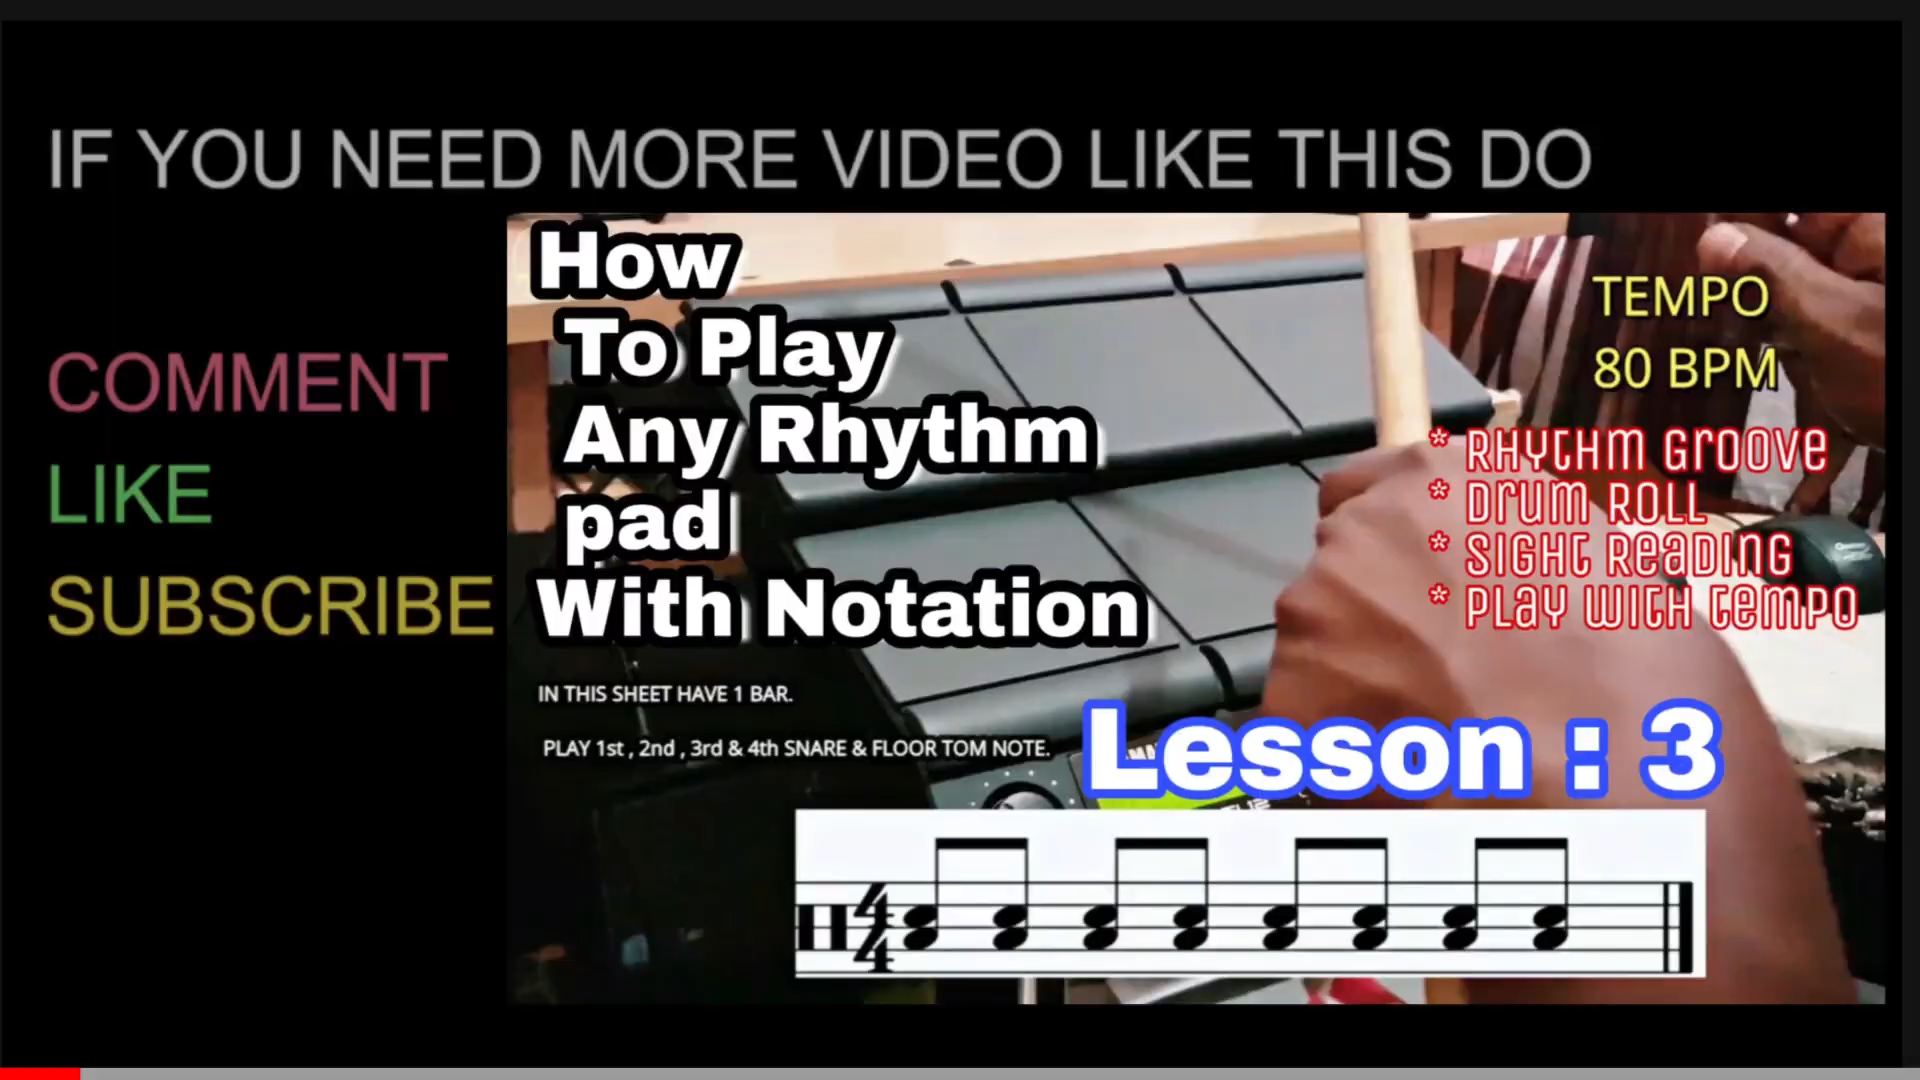 IF YOU NEED MORE VIDEO LIKE THIS DO
COMMENT
LIKE
SUBSCRIBE
How
To Play
Any Rhythm
pad
With Notation
IN THIS SHEET HAVE 1 BAR.
PLAY 1st , 2nd , 3rd & 4th SNARE & FLOOR TOM NOTE.
TEMPO
80 BPM
* RHYTHM GROOVE
* DRUM ROLL
* SIGHT READING
* PLAY WITH TEMPO
Lesson : 3
4
4